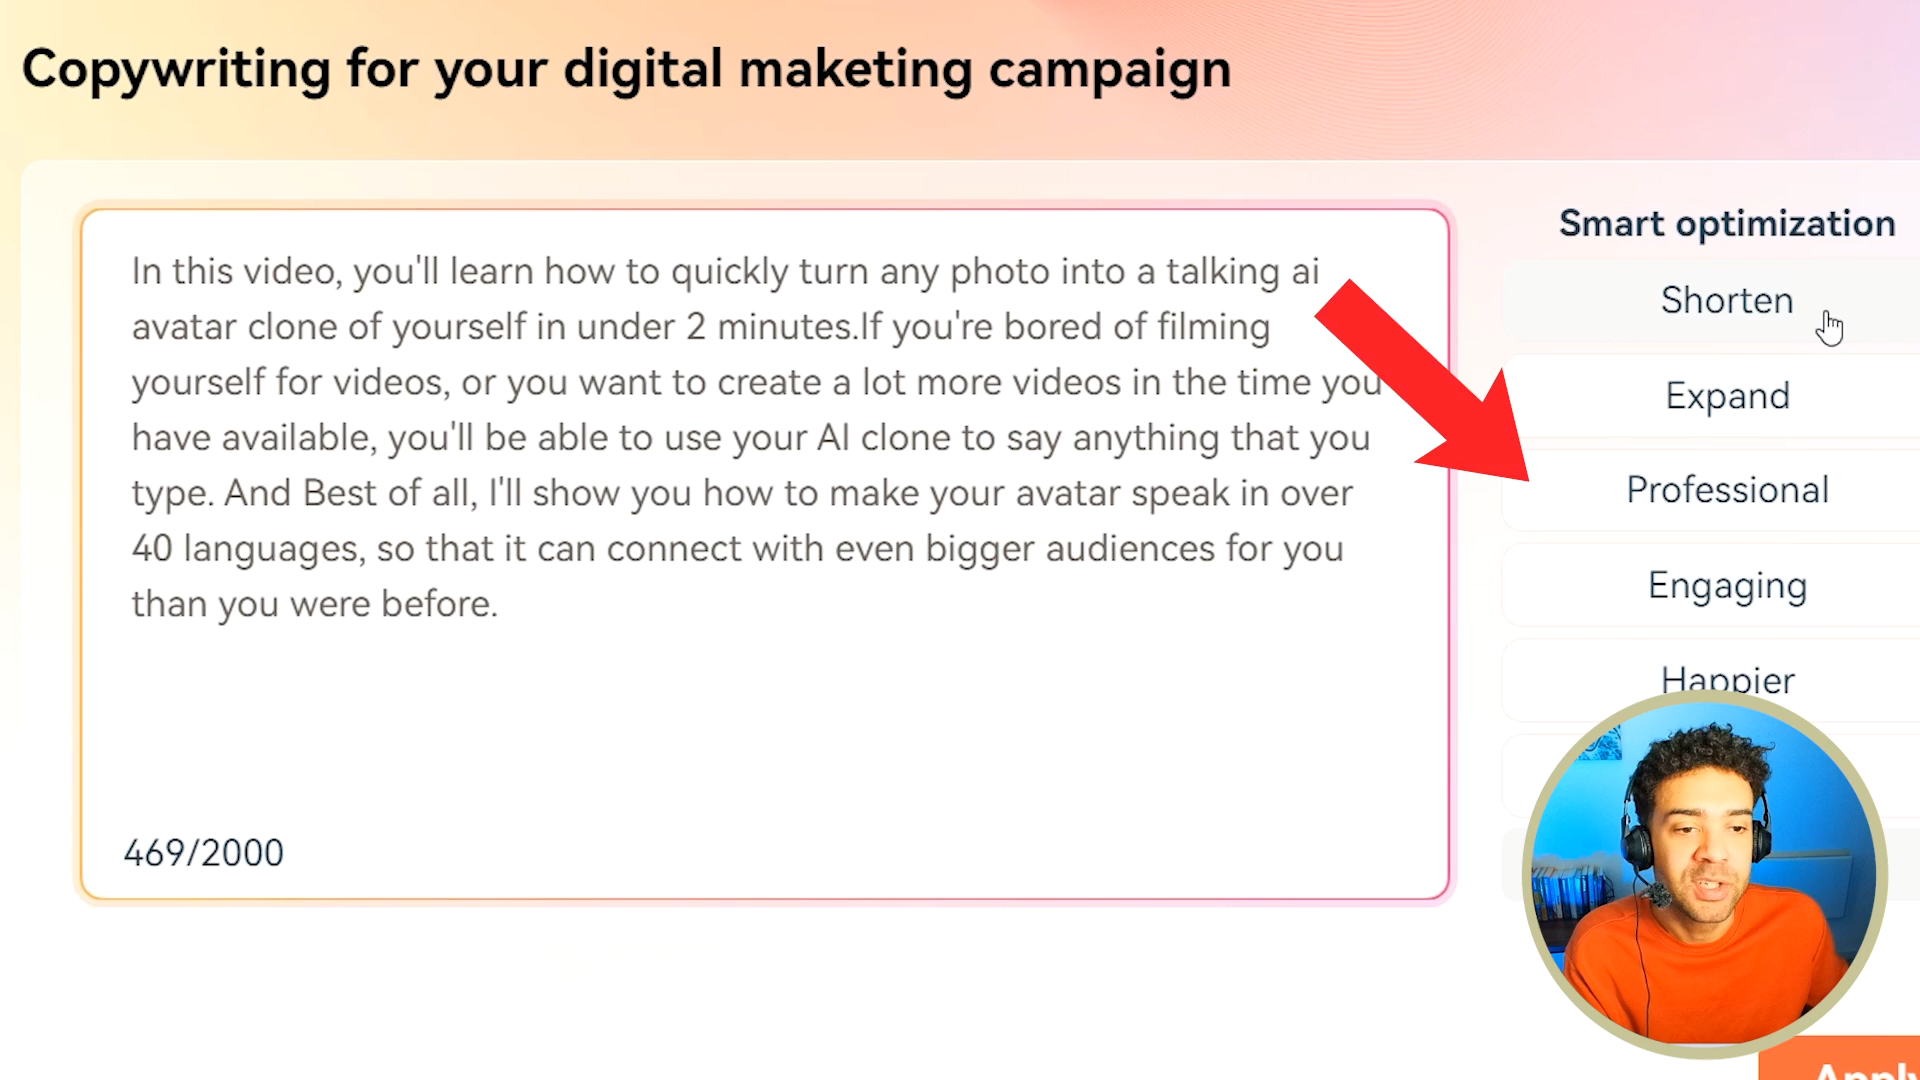 Copywriting for your digital maketing campaign
In this video, you'll learn how to quickly turn any photo into a talking ai
avatar clone of yourself in under 2 minutes.If you're bored of filming
yourself for videos, or you want to create a lot more videos in the time you
have available, you'll be able to use your AI clone to say anything that you
type. And Best of all, I'll show you how to make your avatar speak in over
40 languages, so that it can connect with even bigger audiences for you
than you were before.
469/2000
Smart optimization
Shorten
Expand
Professional
Engaging
Happier
Apply